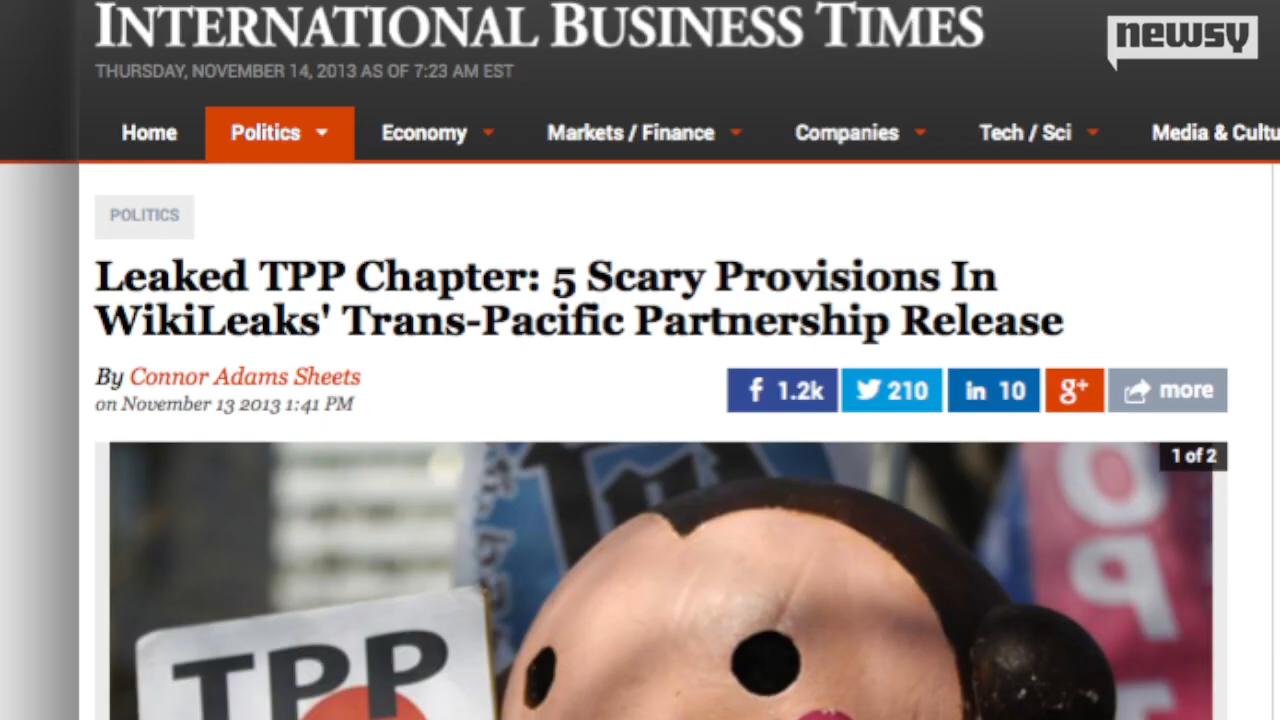 INTERNATIONAL BUSINESS TIMES
newsy
THURSDAY, NOVEMBER 14, 2013 AS OF 7:23 AM EST
Home Politics Economy Markets / Finance Companies Tech / Sci Media & Cultu
POLITICS
Leaked TPP Chapter: 5 Scary Provisions In
WikiLeaks' Trans-Pacific Partnership Release
By Connor Adams Sheets
on November 13 2013 1:41 PM
f 1.2k 210 in 10 g+ more
1 of 2
TPP